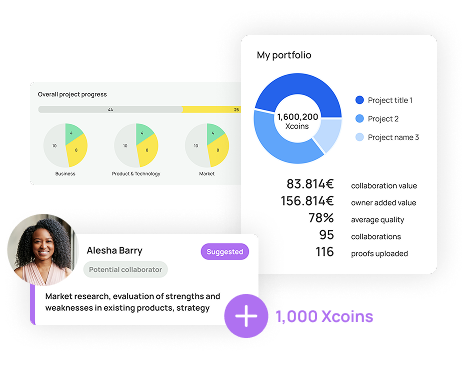 My portfolio
Overall project progress
44
36
4
10
8
4
10
8
4
10
8
Business
Product & Technology
Market
1,600,200
Xcoins
Project title 1
Project 2
Project name 3
83.814€ collaboration value
156.814€ owner added value
78% average quality
95 collaborations
116 proofs uploaded
Alesha Barry
Suggested
Potential collaborator
Market research, evaluation of strengths and
weaknesses in existing products, strategy
1,000 Xcoins